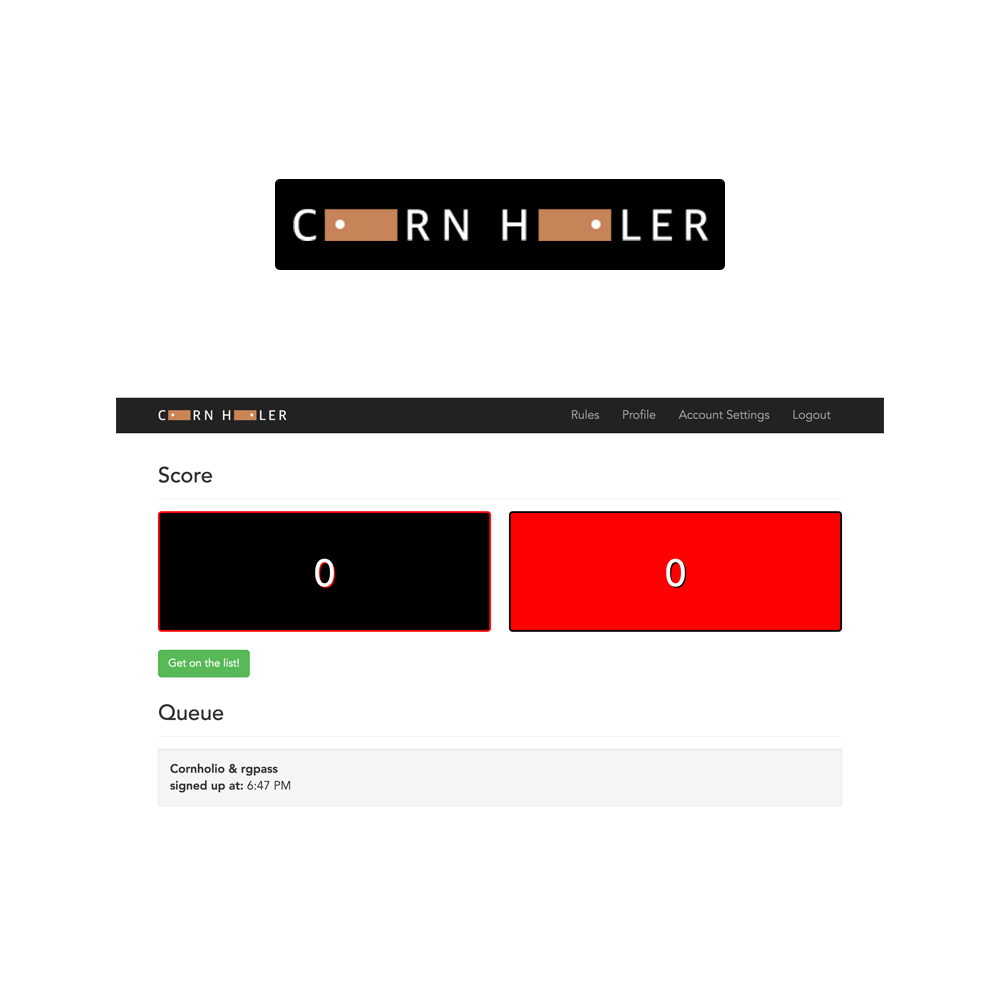 C RN H LER
C RN H LER Rules Profile Account Settings Logout
Score
0 0
Get on the list!
Queue
Cornholio & rgpass
signed up at: 6:47 PM